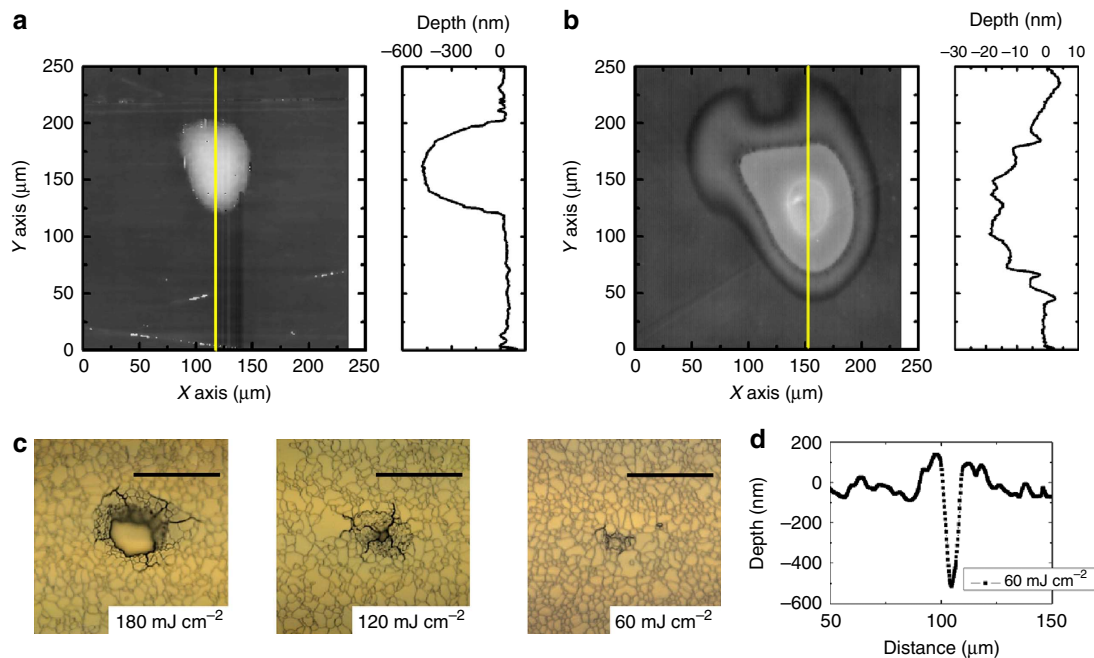 a
Depth (nm)
–600 –300 0
250
200
150
100
50
0
Y axis (μm)
0 50 100 150 200 250
X axis (μm)
b
Depth (nm)
–30 –20 –10 0 10
250
200
150
100
50
0
Y axis (μm)
0 50 100 150 200 250
X axis (μm)
c
180 mJ cm–2
120 mJ cm–2
60 mJ cm–2
d
200
0
–200
–400
–600
Depth (nm)
60 mJ cm–2
50 100 150
Distance (μm)